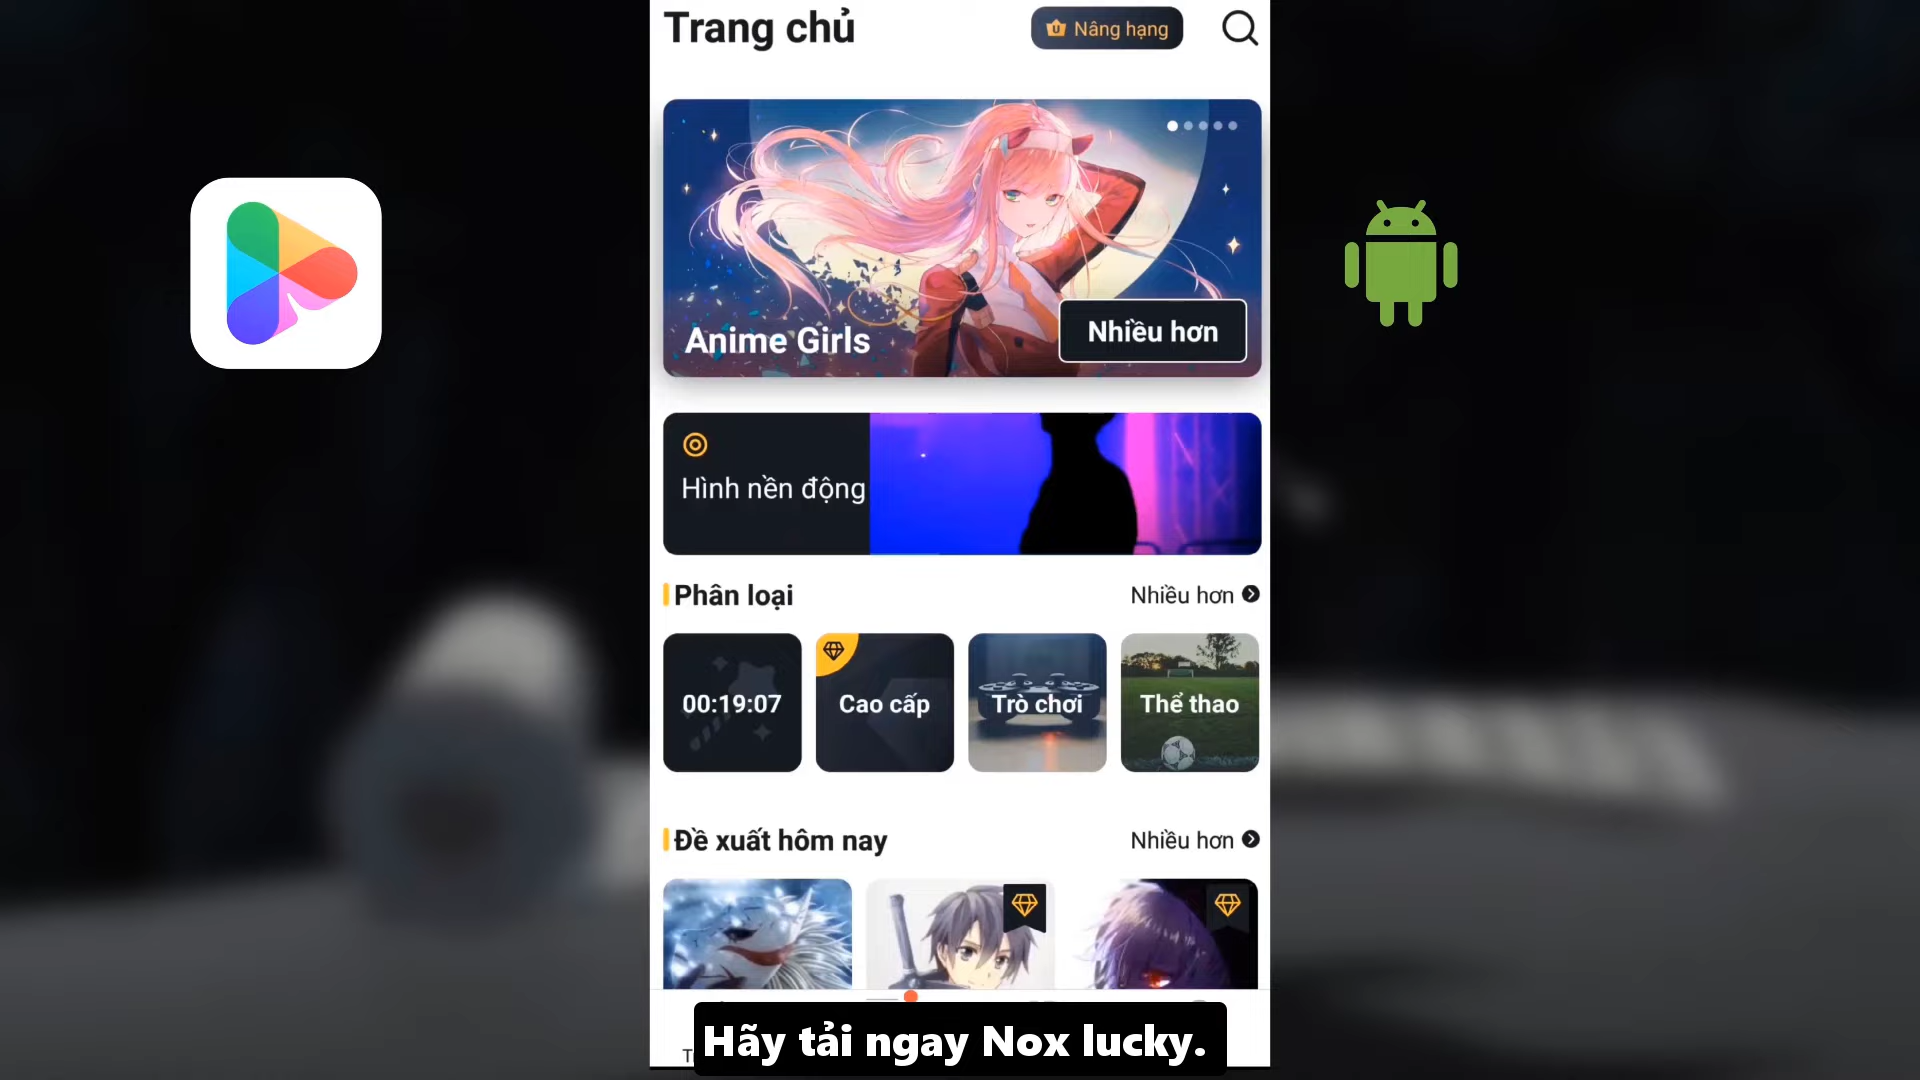 Trang chủ
Nâng hạng
Anime Girls
Nhiều hơn
Hình nền động
Phân loại
Nhiều hơn
00:19:07
Cao cấp
Trò chơi
Thể thao
Đề xuất hôm nay
Nhiều hơn
Hãy tải ngay Nox lucky.